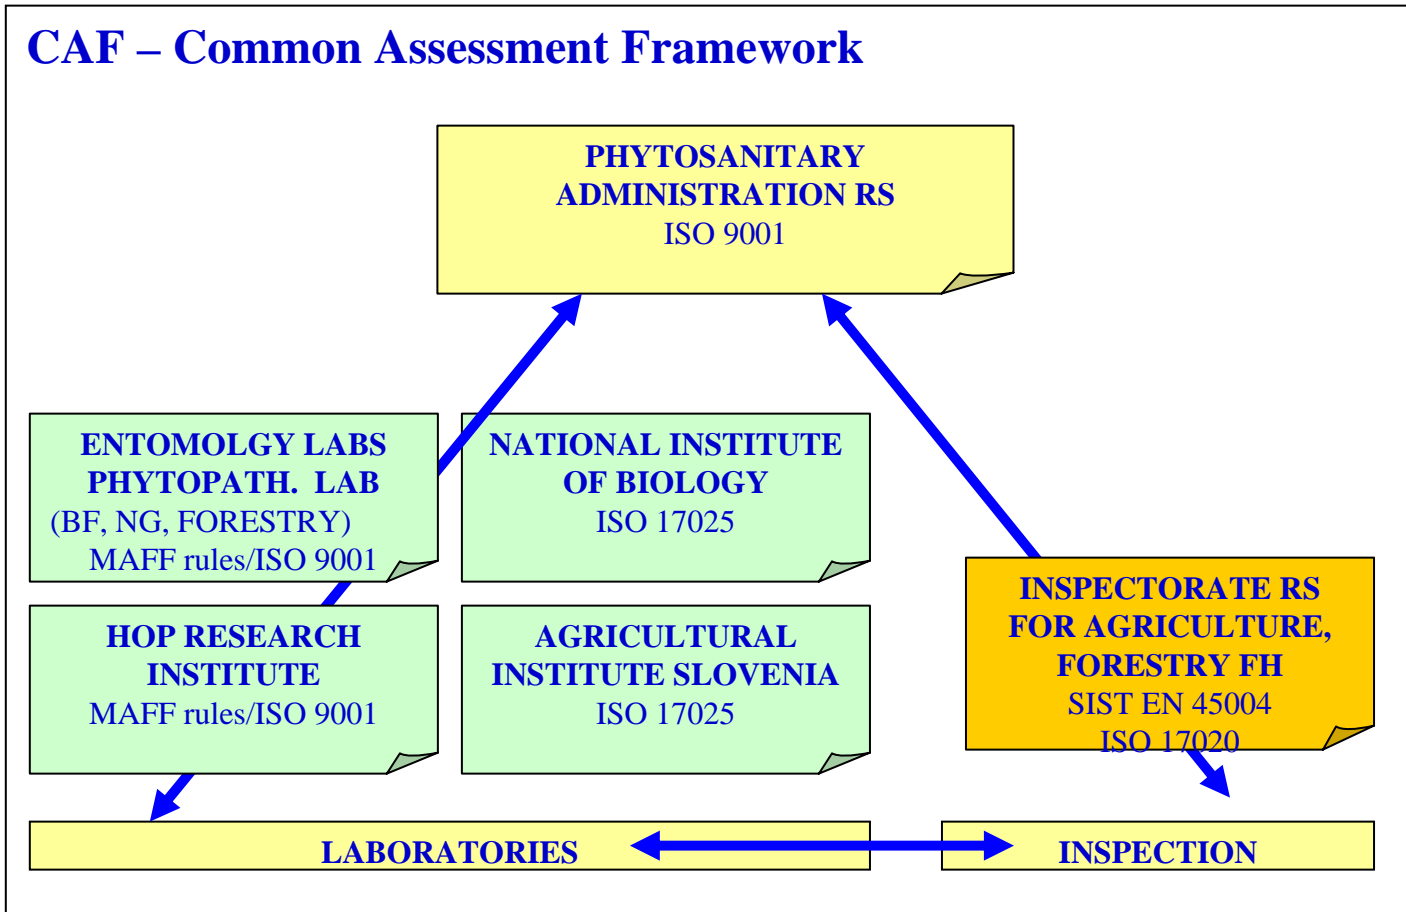 CAF – Common Assessment Framework
PHYTOSANITARY
ADMINISTRATION RS
ISO 9001
ENTOMOLGY LABS
PHYTOPATH. LAB
(BF, NG, FORESTRY)
MAFF rules/ISO 9001
NATIONAL INSTITUTE
OF BIOLOGY
ISO 17025
HOP RESEARCH
INSTITUTE
MAFF rules/ISO 9001
AGRICULTURAL
INSTITUTE SLOVENIA
ISO 17025
INSPECTORATE RS
FOR AGRICULTURE,
FORESTRY FH
SIST EN 45004
ISO 17020
LABORATORIES
INSPECTION